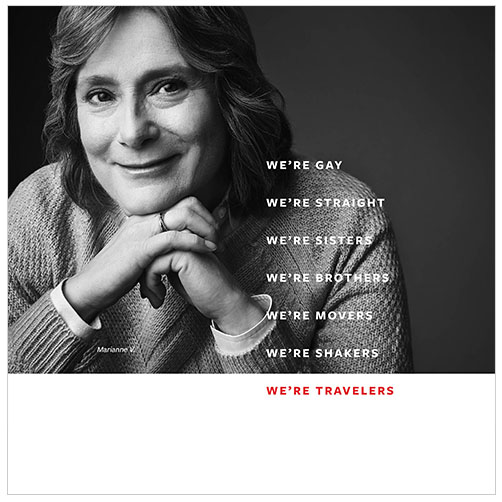 WE'RE GAY
WE'RE STRAIGHT
WE'RE SISTERS
WE'RE BROTHERS
WE'RE MOVERS
WE'RE SHAKERS
Marianne V.
WE'RE TRAVELERS